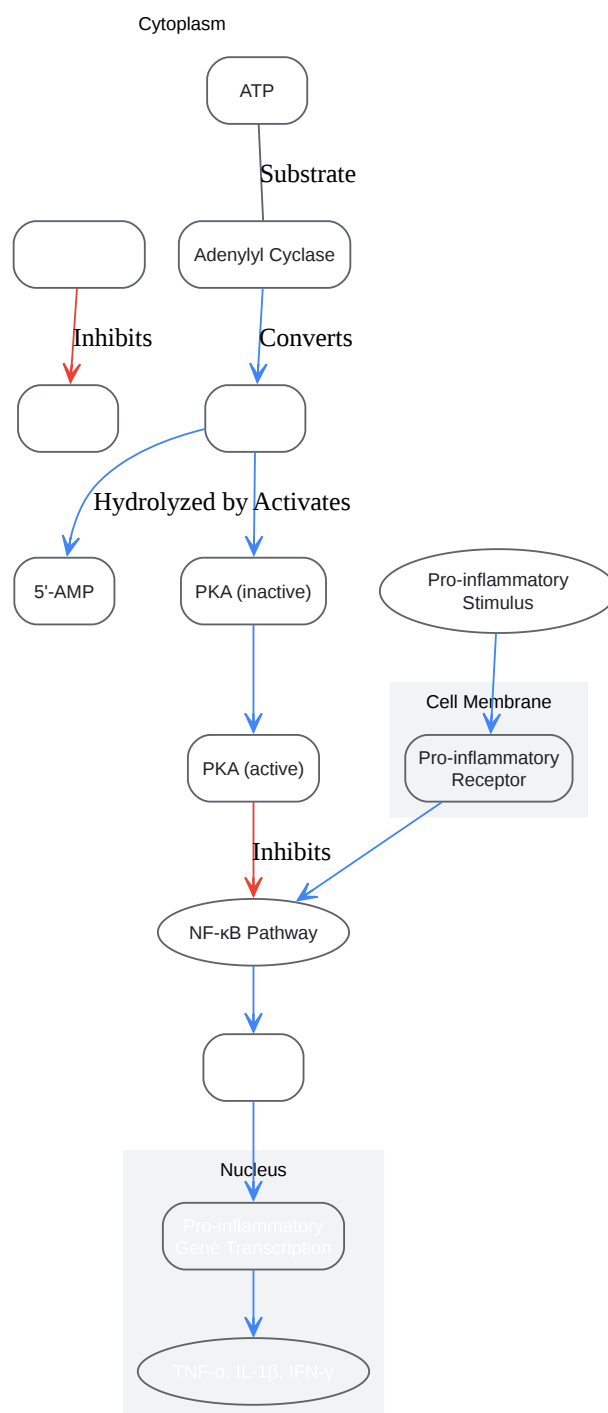 Cytoplasm
ATP
Substrate
Adenylyl Cyclase
Inhibits
Converts
Hydrolyzed by
Activates
5'-AMP
PKA (inactive)
Pro-inflammatory
Stimulus
Cell Membrane
PKA (active)
Pro-inflammatory
Receptor
Inhibits
NF-κB Pathway
Nucleus
Pro-inflammatory
Gene Transcription
TNF-α, IL-1β, IFN-γ